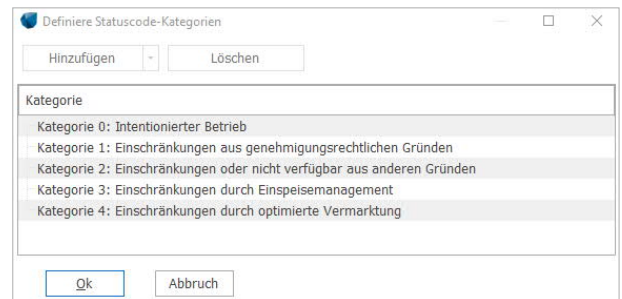 Definiere Statuscode-Kategorien
Hinzufügen Löschen
Kategorie
Kategorie 0: Intentionierter Betrieb
Kategorie 1: Einschränkungen aus genehmigungsrechtlichen Gründen
Kategorie 2: Einschränkungen oder nicht verfügbar aus anderen Gründen
Kategorie 3: Einschränkungen durch Einspeisemanagement
Kategorie 4: Einschränkungen durch optimierte Vermarktung
Ok Abbruch